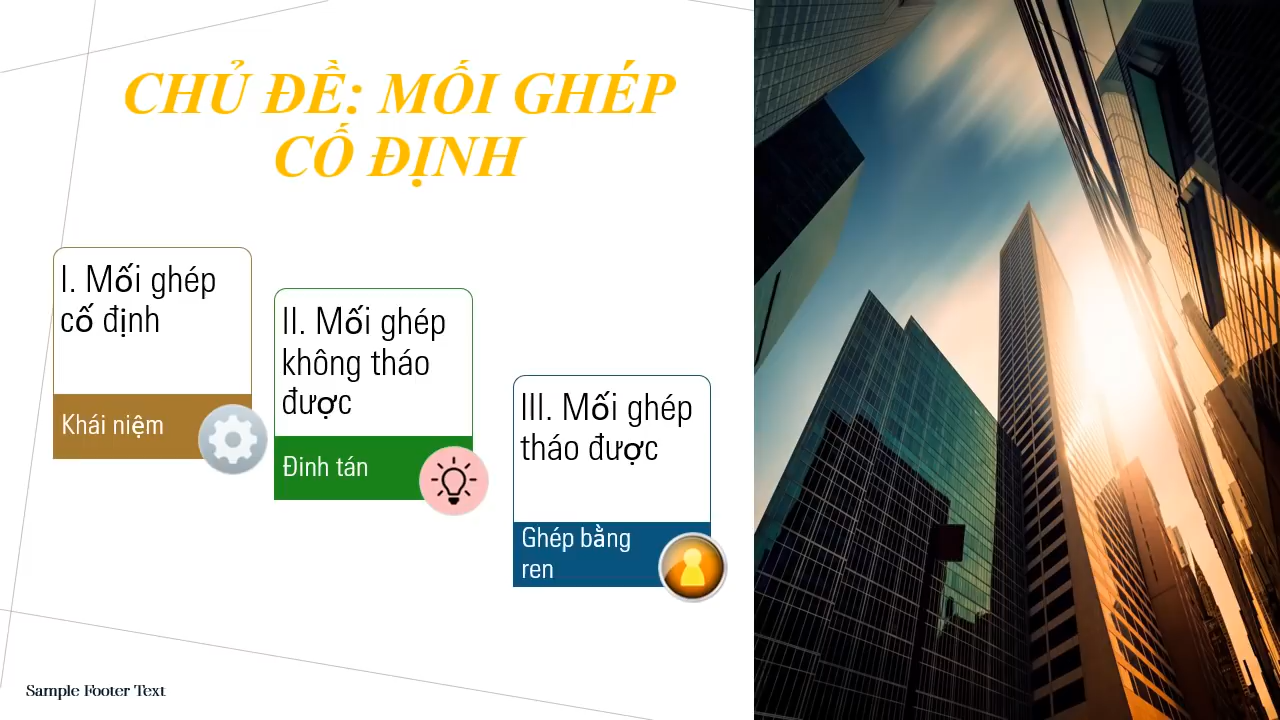 CHỦ ĐỀ: MỐI GHÉP
CỐ ĐỊNH
I. Mối ghép
cố định
Khái niệm
II. Mối ghép
không tháo
được
Đinh tán
III. Mối ghép
tháo được
Ghép bằng
ren
Sample Footer Text